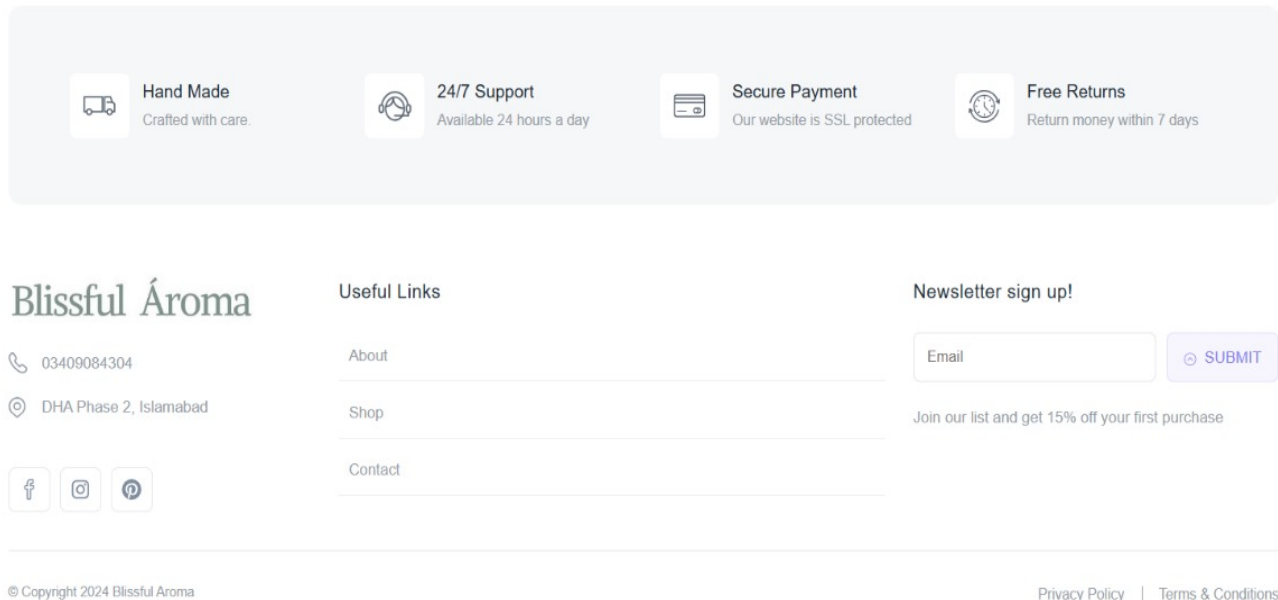 Hand Made
Crafted with care.
24/7 Support
Available 24 hours a day
Secure Payment
Our website is SSL protected
Free Returns
Return money within 7 days
Blissful Ároma
03409084304
DHA Phase 2, Islamabad
Useful Links
About
Shop
Contact
Newsletter sign up!
Email
SUBMIT
Join our list and get 15% off your first purchase
© Copyright 2024 Blissful Aroma
Privacy Policy | Terms & Conditions